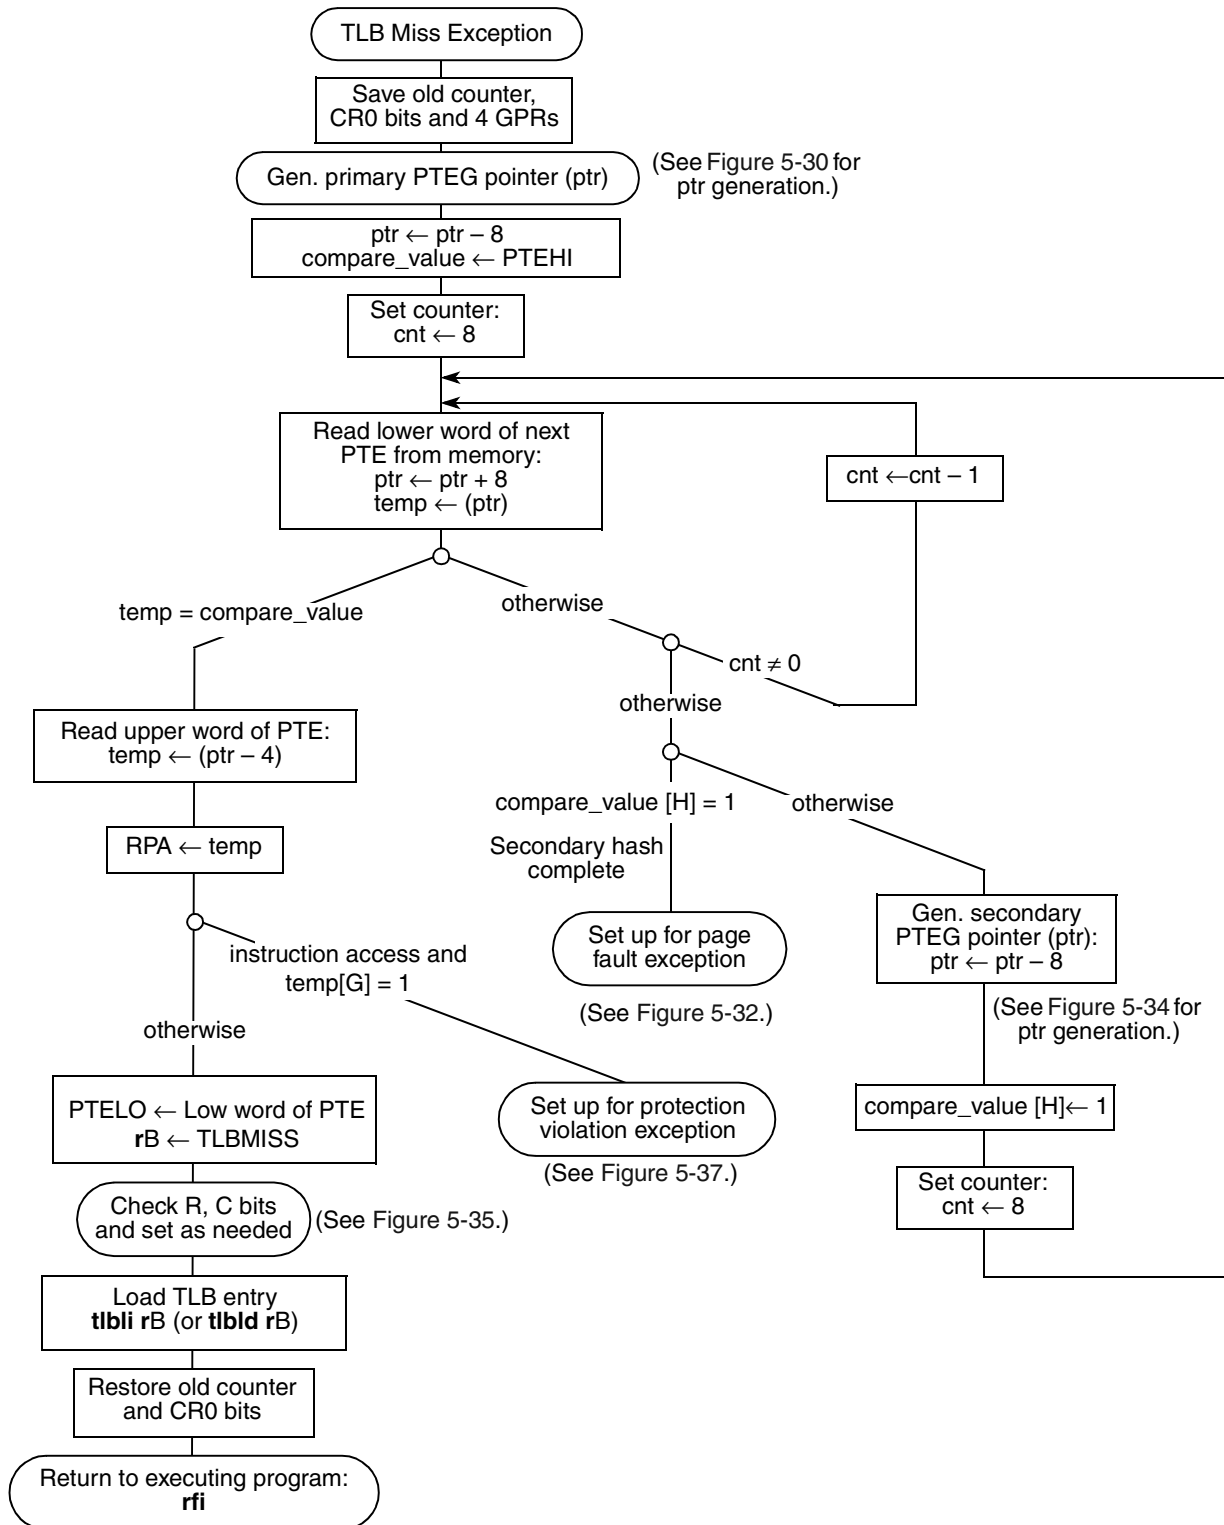 TLB Miss Exception
Save old counter,
CR0 bits and 4 GPRs
Gen. primary PTEG pointer (ptr)
(See Figure 5-30 for
ptr generation.)
ptr ← ptr – 8
compare_value ← PTEHI
Set counter:
cnt ← 8
Read lower word of next
PTE from memory:
ptr ← ptr + 8
temp ← (ptr)
cnt ←cnt – 1
temp = compare_value
otherwise
cnt ≠ 0
otherwise
Read upper word of PTE:
temp ← (ptr – 4)
compare_value [H] = 1
otherwise
Secondary hash
complete
RPA ← temp
Set up for page
fault exception
(See Figure 5-32.)
Gen. secondary
PTEG pointer (ptr):
ptr ← ptr – 8
(See Figure 5-34 for
ptr generation.)
instruction access and
temp[G] = 1
otherwise
PTELO ← Low word of PTE
rB ← TLBMISS
Set up for protection
violation exception
(See Figure 5-37.)
compare_value [H]← 1
Set counter:
cnt ← 8
Check R, C bits
and set as needed
(See Figure 5-35.)
Load TLB entry
tlbli rB (or tlbld rB)
Restore old counter
and CR0 bits
Return to executing program:
rfi